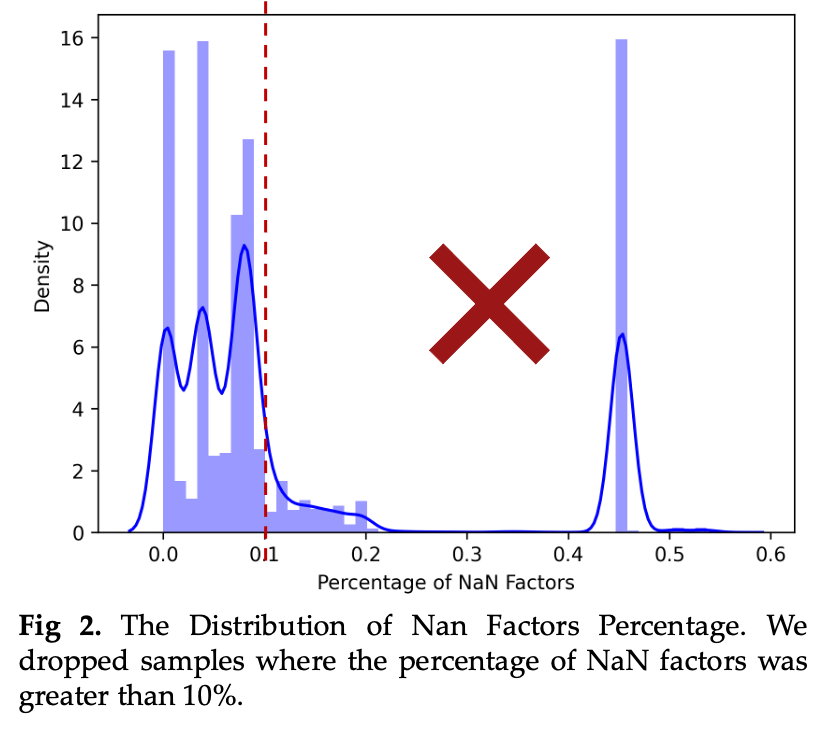 16
14
12
10
8
6
4
2
0
Density
0.0 0.1 0.2 0.3 0.4 0.5 0.6
Percentage of NaN Factors
Fig 2. The Distribution of Nan Factors Percentage. We
dropped samples where the percentage of NaN factors was
greater than 10%.